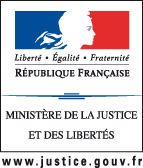 Liberté • Égalité • Fraternité
RÉPUBLIQUE FRANÇAISE
MINISTÈRE DE LA JUSTICE
ET DES LIBERTÉS
www.justice.gouv.fr